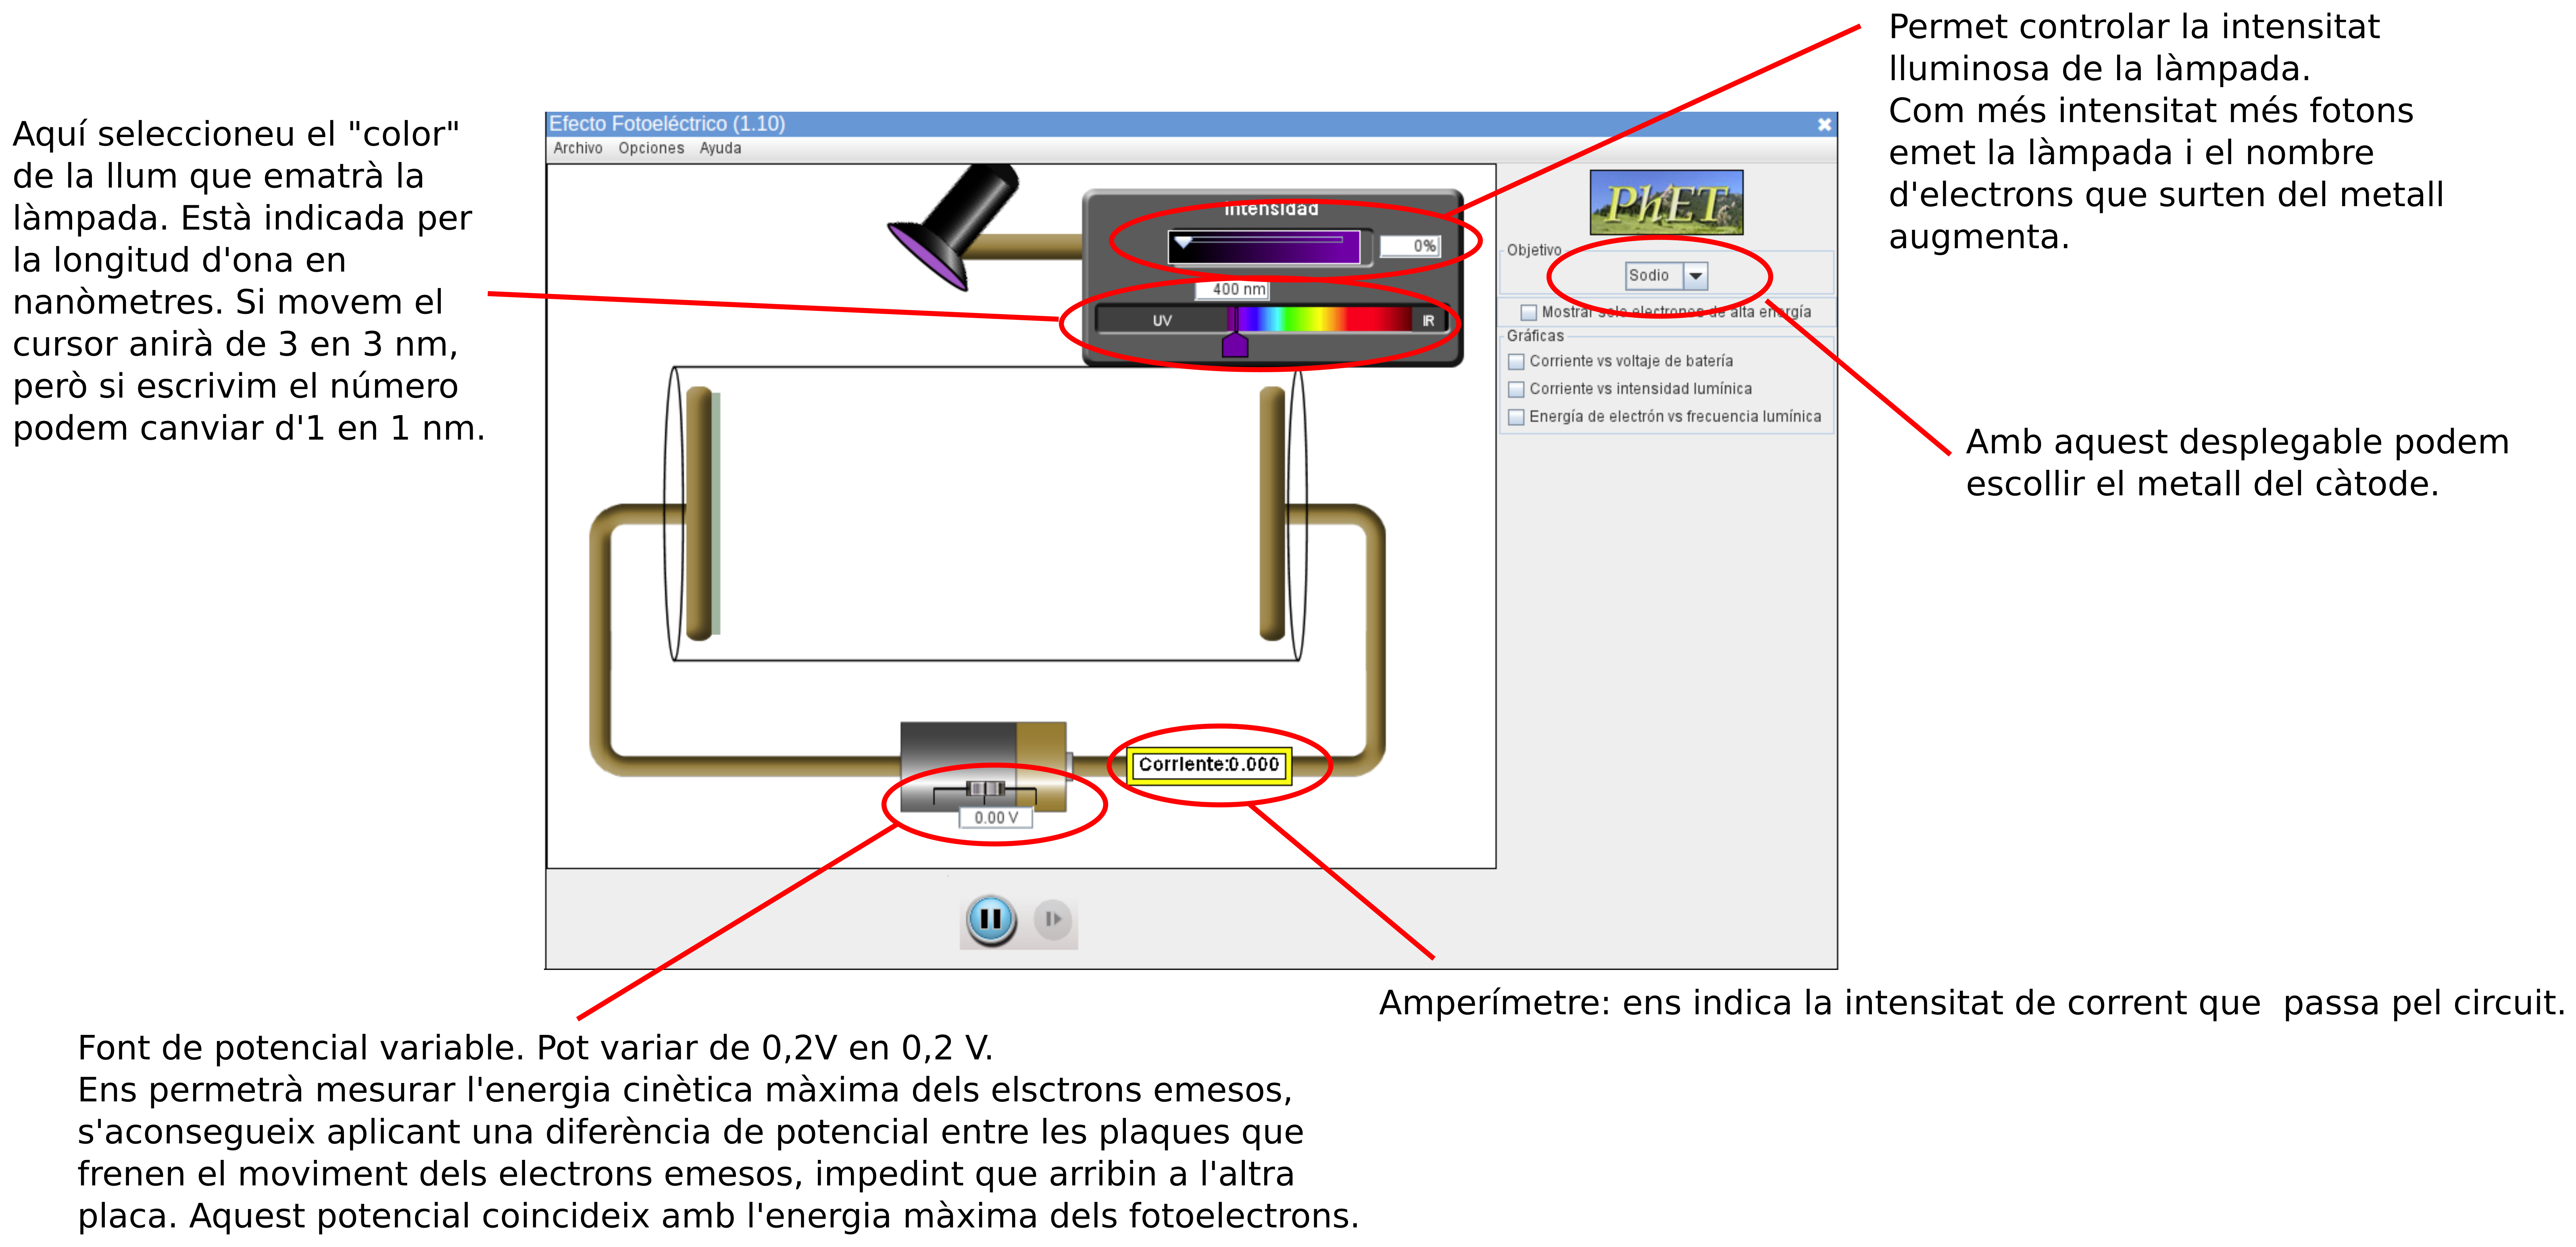 Permet controlar la intensitat
lluminosa de la làmpada.
Com més intensitat més fotons
emet la làmpada i el nombre
d'electrons que surten del metall
augmenta.
Aquí seleccioneu el "color"
de la llum que ematrà la
làmpada. Està indicada per
la longitud d'ona en
nanòmetres. Si movem el
cursor anirà de 3 en 3 nm,
però si escrivim el número
podem canviar d'1 en 1 nm.
Efecto Fotoeléctrico (1.10)
Archivo Opciones Ayuda
Intensidad
0%
400 nm
UV
IR
PhET
Objetivo
Sodio
Mostrar solo electrones de alta energía
Gráficas
Corriente vs voltaje de batería
Corriente vs intensidad lumínica
Energía de electrón vs frecuencia lumínica
Amb aquest desplegable podem
escollir el metall del càtode.
Corriente:0.000
0.00 V
Amperímetre: ens indica la intensitat de corrent que  passa pel circuit.
Font de potencial variable. Pot variar de 0,2V en 0,2 V.
Ens permetrà mesurar l'energia cinètica màxima dels elsctrons emesos,
s'aconsegueix aplicant una diferència de potencial entre les plaques que
frenen el moviment dels electrons emesos, impedint que arribin a l'altra
placa. Aquest potencial coincideix amb l'energia màxima dels fotoelectrons.